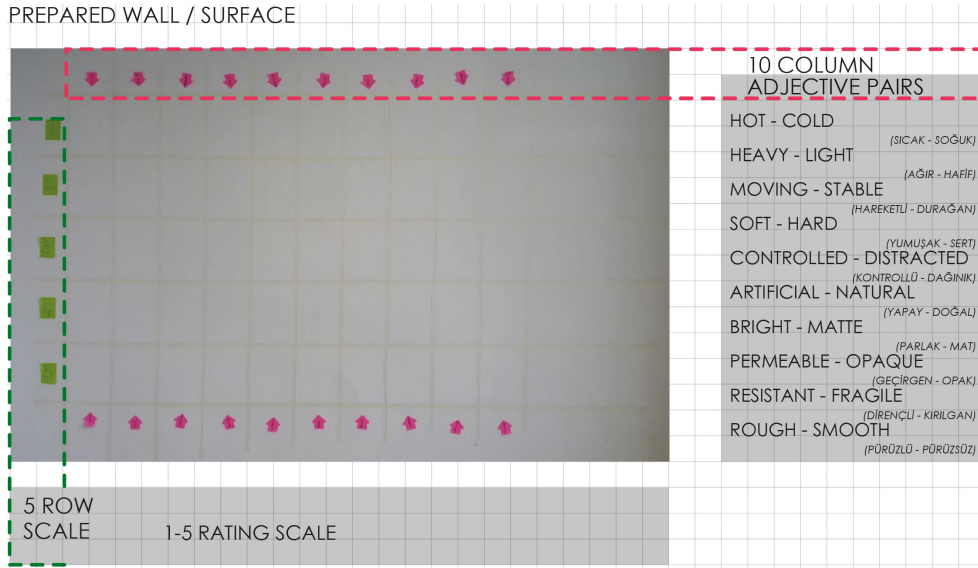 PREPARED WALL / SURFACE
10 COLUMN
ADJECTIVE PAIRS
HOT - COLD
(SICAK - SOĞUK)
HEAVY - LIGHT
(AĞIR - HAFİF)
MOVING - STABLE
(HAREKETLİ - DURAĞAN)
SOFT - HARD
(YUMUŞAK - SERT)
CONTROLLED - DISTRACTED
(KONTROLLÜ - DAĞINIK)
ARTIFICIAL - NATURAL
(YAPAY - DOĞAL)
BRIGHT - MATTE
(PARLAK - MAT)
PERMEABLE - OPAQUE
(GEÇİRGEN - OPAK)
RESISTANT - FRAGILE
(DİRENÇLİ - KIRILGAN)
ROUGH - SMOOTH
(PÜRÜZLÜ - PÜRÜZSÜZ)
5 ROW
SCALE
1-5 RATING SCALE